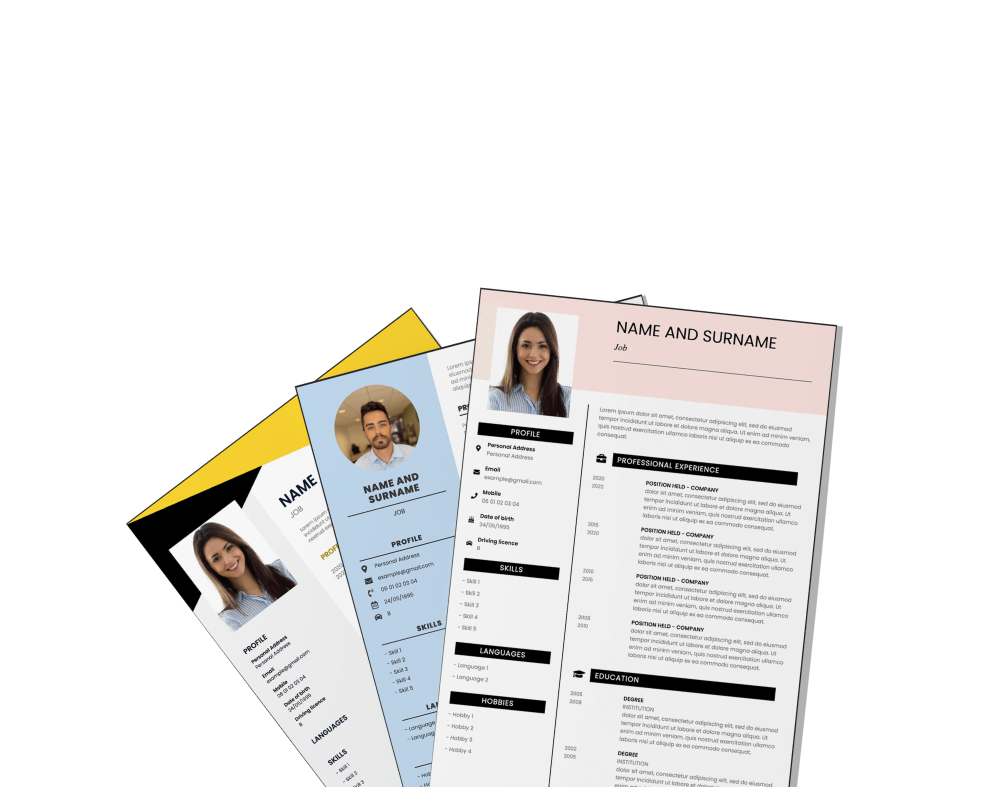 NAME AND SURNAME
Job
Lorem ipsum dolor sit amet, consectetur adipiscing elit, sed do eiusmod
tempor incididunt ut labore et dolore magna aliqua. Ut enim ad minim veniam,
quis nostrud exercitation ullamco laboris nisi ut aliquip ex ea commodo
consequat.
PROFILE
Personal Address
Personal Address
Email
example@gmail.com
Mobile
06 01 02 03 04
Date of birth
24/05/1995
Driving licence
B
SKILLS
- Skill 1
- Skill 2
- Skill 3
- Skill 4
- Skill 5
LANGUAGES
- Language 1
- Language 2
HOBBIES
- Hobby 1
- Hobby 2
- Hobby 3
- Hobby 4
PROFESSIONAL EXPERIENCE
2020
2022
POSITION HELD - COMPANY
dolor sit amet, consectetur adipiscing elit, sed do eiusmod
tempor incididunt ut labore et dolore magna aliqua. Ut
enim ad minim veniam, quis nostrud exercitation ullamco
laboris nisi ut aliquip ex ea commodo consequat.
2015
2020
POSITION HELD - COMPANY
dolor sit amet, consectetur adipiscing elit, sed do eiusmod
tempor incididunt ut labore et dolore magna aliqua. Ut
enim ad minim veniam, quis nostrud exercitation ullamco
laboris nisi ut aliquip ex ea commodo consequat.
2010
2015
POSITION HELD - COMPANY
dolor sit amet, consectetur adipiscing elit, sed do eiusmod
tempor incididunt ut labore et dolore magna aliqua. Ut
enim ad minim veniam, quis nostrud exercitation ullamco
laboris nisi ut aliquip ex ea commodo consequat.
2008
2010
POSITION HELD - COMPANY
dolor sit amet, consectetur adipiscing elit, sed do eiusmod
tempor incididunt ut labore et dolore magna aliqua. Ut
enim ad minim veniam, quis nostrud exercitation ullamco
laboris nisi ut aliquip ex ea commodo consequat.
EDUCATION
2005
2008
DEGREE
INSTITUTION
dolor sit amet, consectetur adipiscing elit, sed do eiusmod
tempor incididunt ut labore et dolore magna aliqua. Ut
enim ad minim veniam, quis nostrud exercitation ullamco
laboris nisi ut aliquip ex ea commodo consequat.
2002
2005
DEGREE
INSTITUTION
dolor sit amet, consectetur adipiscing elit, sed do eiusmod
tempor incididunt ut labore et dolore magna aliqua. Ut
NAME AND
SURNAME
JOB
PROFILE
Personal Address
example@gmail.com
06 01 02 03 04
24/05/1995
B
SKILLS
- Skill 1
- Skill 2
- Skill 3
- Skill 4
- Skill 5
- Language
Lorem
NAME
JOB
Lorem ipsum
PROFILE
Personal Address
Personal Address
Email
example@gmail.com
Mobile
06 01 02 03 04
Date of birth
24/05/1995
Driving licence
B
LANGUAGES
SKILLS
- Skill 1
- Skill 2